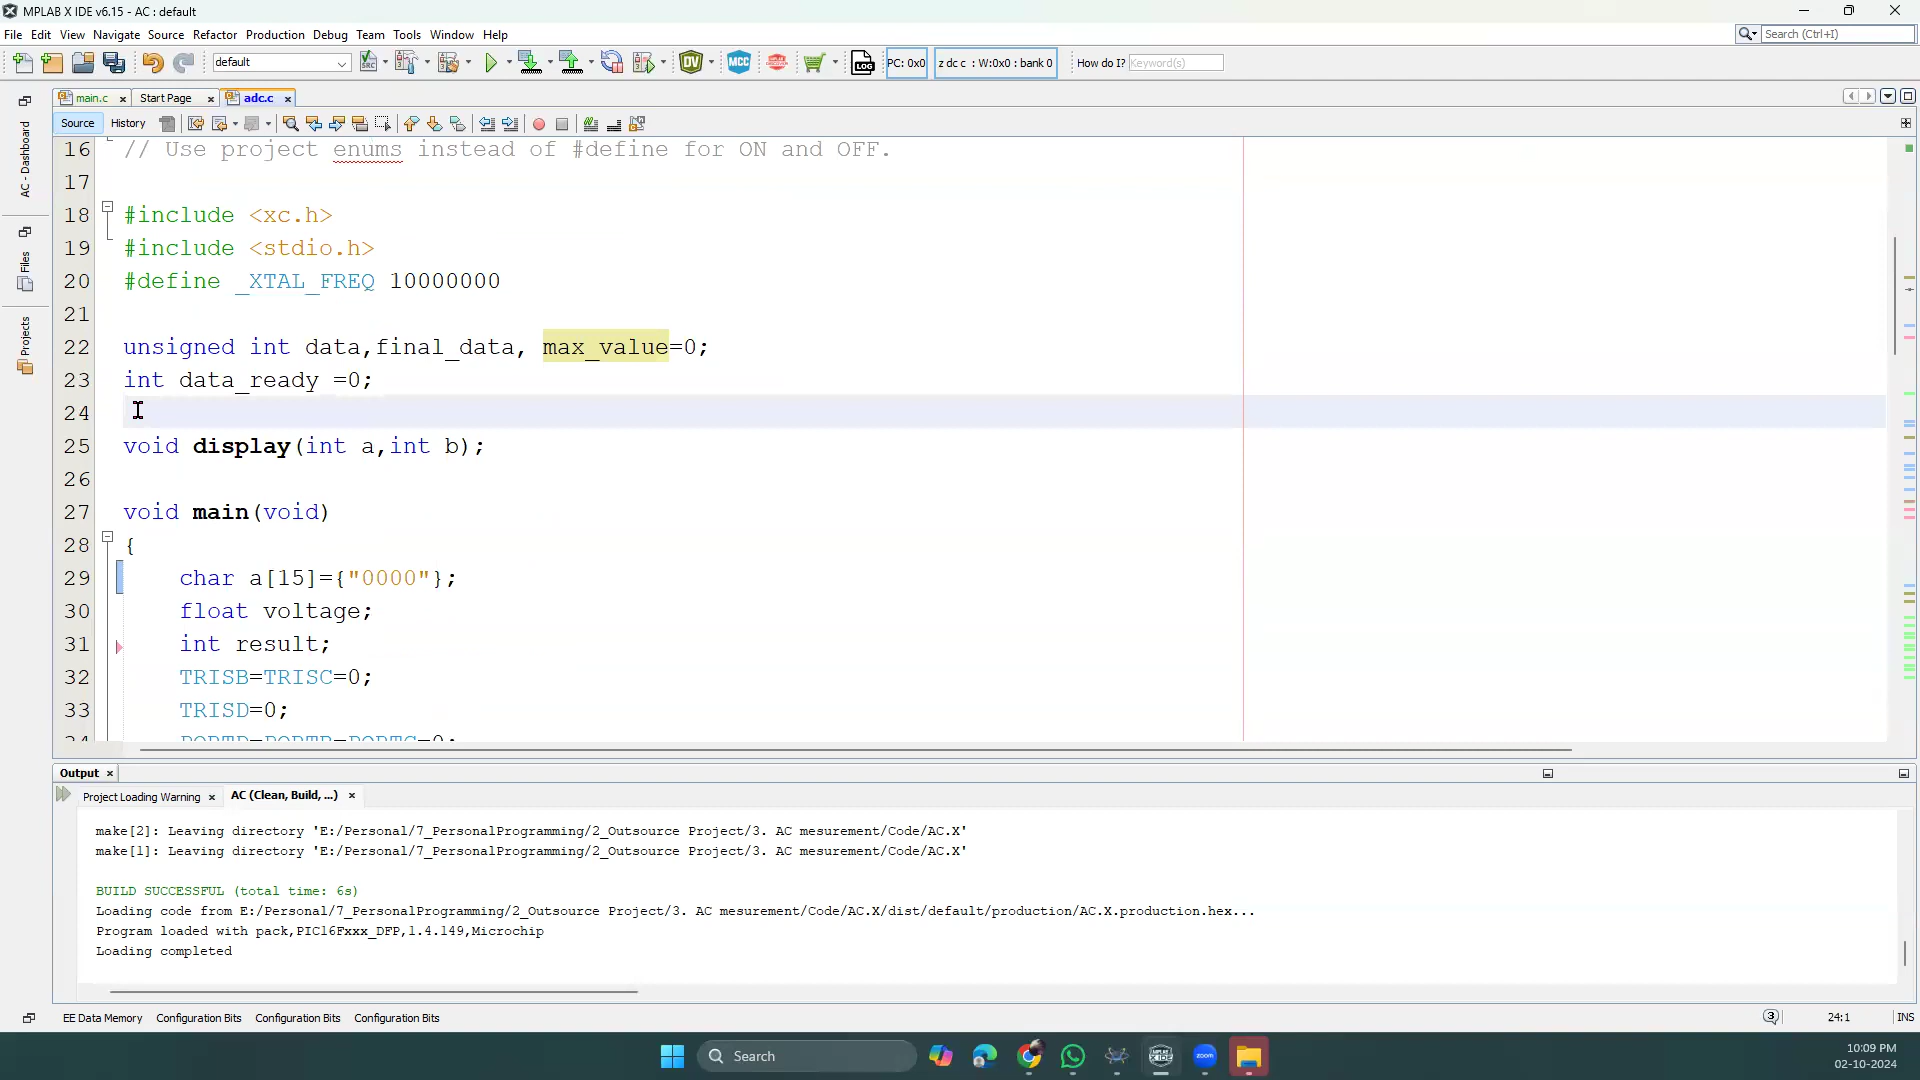 MPLAB X IDE v6.15 - AC : default
File Edit View Navigate Source Refactor Production Debug Team Tools Window Help
Search (Ctrl+I)
default
PC: 0x0
z dc c : W:0x0 : bank 0
How do I? Keyword(s)
main.c Start Page adc.c
Source History
AC - Dashboard
Files
Projects
16 // Use project enums instead of #define for ON and OFF.
17
18 #include <xc.h>
19 #include <stdio.h>
20 #define _XTAL_FREQ 10000000
21
22 unsigned int data,final_data, max_value=0;
23 int data_ready =0;
24
25 void display(int a,int b);
26
27 void main(void)
28 {
29 char a[15]={"0000"};
30 float voltage;
31 int result;
32 TRISB=TRISC=0;
33 TRISD=0;
34 PORTD=PORTB=PORTC=0;
Output
Project Loading Warning AC (Clean, Build, ...)
make[2]: Leaving directory 'E:/Personal/7_PersonalProgramming/2_Outsource Project/3. AC mesurement/Code/AC.X'
make[1]: Leaving directory 'E:/Personal/7_PersonalProgramming/2_Outsource Project/3. AC mesurement/Code/AC.X'
BUILD SUCCESSFUL (total time: 6s)
Loading code from E:/Personal/7_PersonalProgramming/2_Outsource Project/3. AC mesurement/Code/AC.X/dist/default/production/AC.X.production.hex...
Program loaded with pack,PIC16Fxxx_DFP,1.4.149,Microchip
Loading completed
EE Data Memory Configuration Bits Configuration Bits Configuration Bits
3
24:1
INS
Search
zoom
10:09 PM
02-10-2024